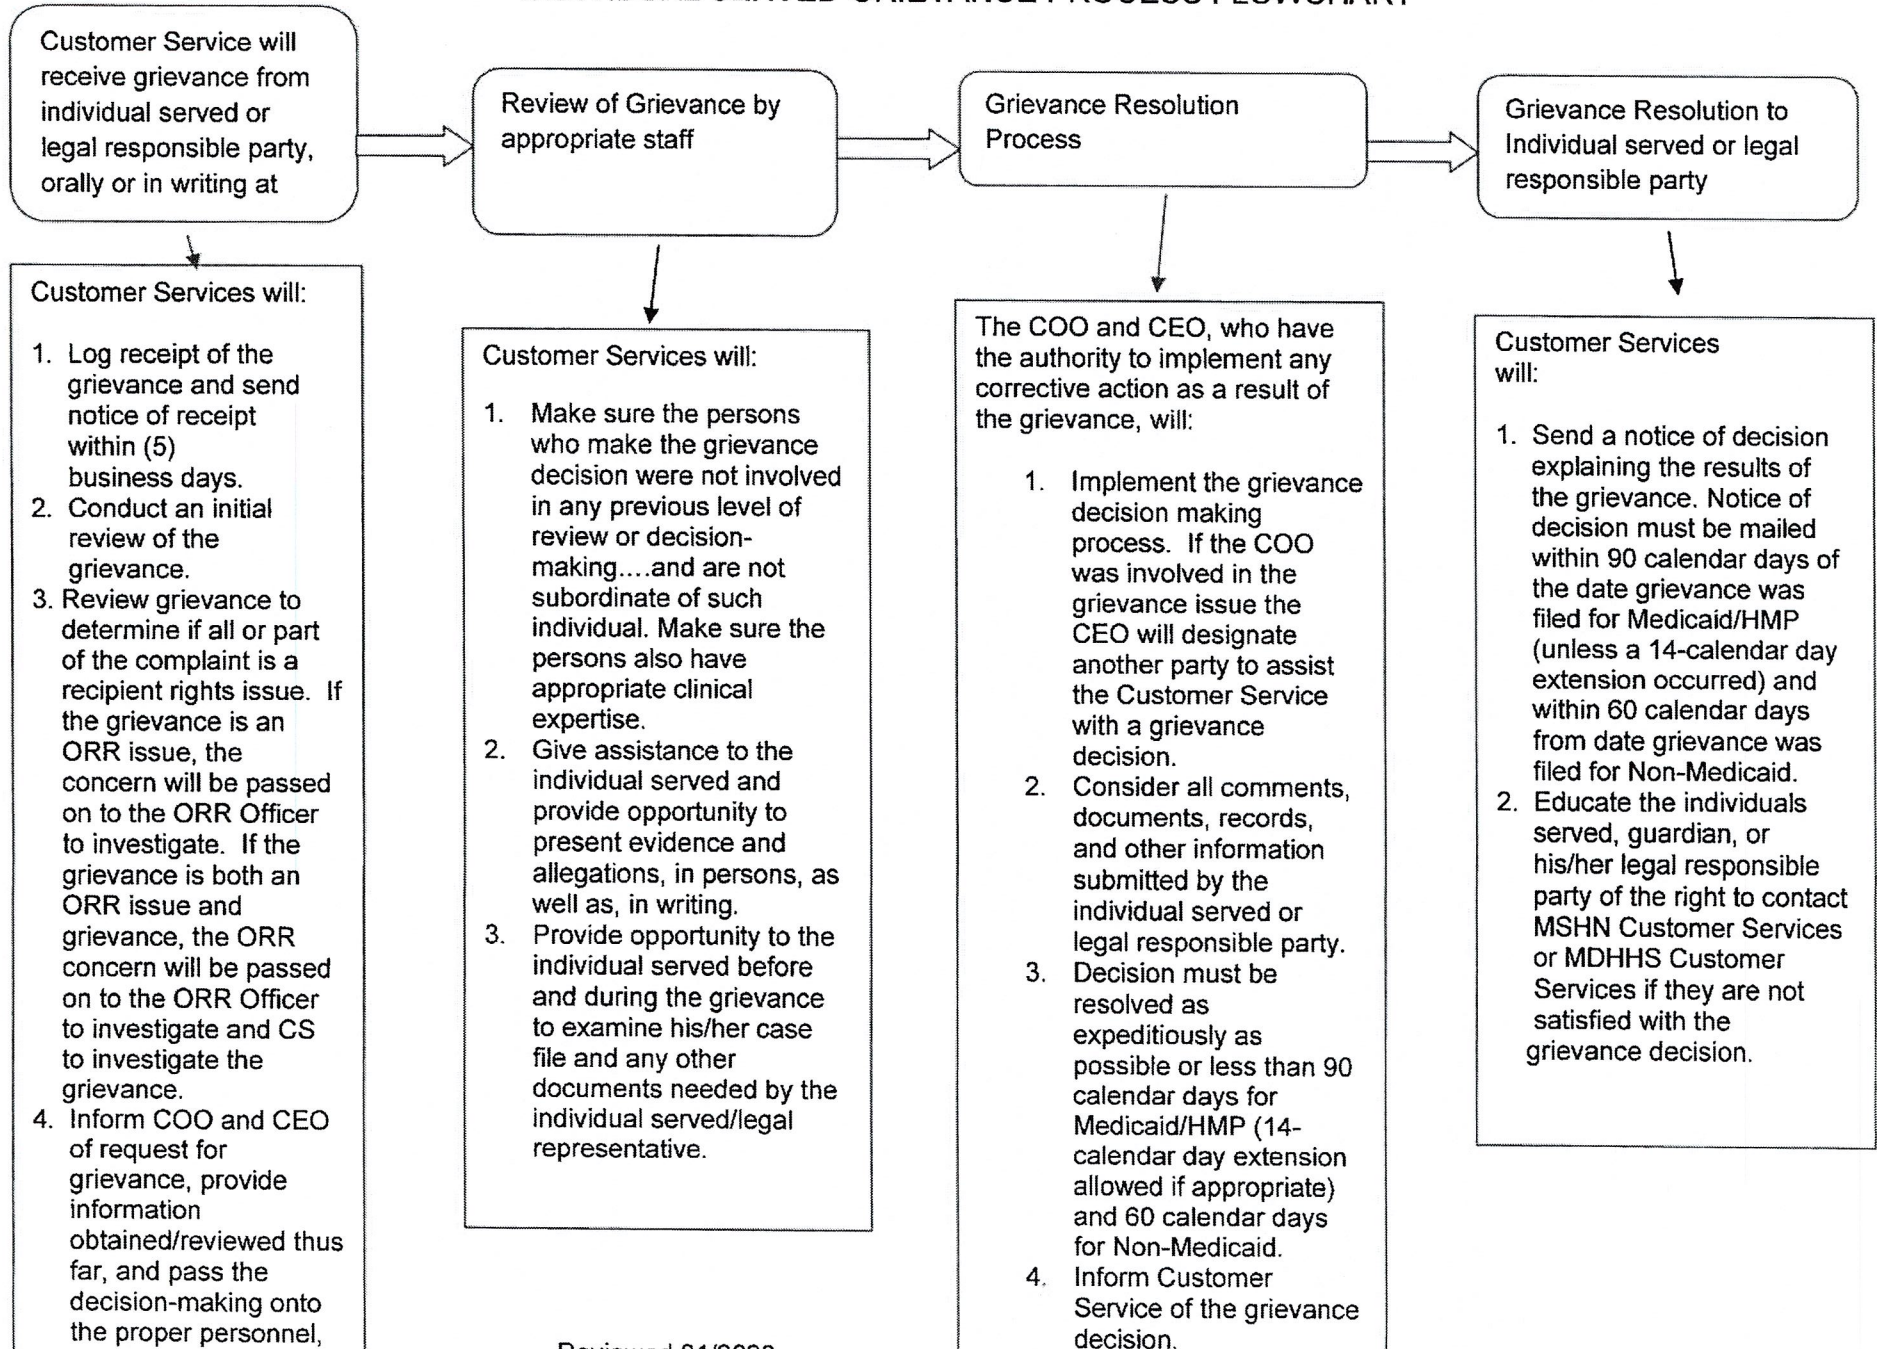 GRIEVANCE PROCESS FLOWCHART
Customer Service will
receive grievance from
individual served or
legal responsible party,
orally or in writing at
Review of Grievance by
appropriate staff
Grievance Resolution
Process
Grievance Resolution to
Individual served or legal
responsible party
Customer Services will:
1. Log receipt of the
grievance and send
notice of receipt
within (5)
business days.
2. Conduct an initial
review of the
grievance.
3. Review grievance to
determine if all or part
of the complaint is a
recipient rights issue. If
the grievance is an
ORR issue, the
concern will be passed
on to the ORR Officer
to investigate. If the
grievance is both an
ORR issue and
grievance, the ORR
concern will be passed
on to the ORR Officer
to investigate and CS
to investigate the
grievance.
4. Inform COO and CEO
of request for
grievance, provide
information
obtained/reviewed thus
far, and pass the
decision-making onto
the proper personnel,
Customer Services will:
1. Make sure the persons
who make the grievance
decision were not involved
in any previous level of
review or decision-
making....and are not
subordinate of such
individual. Make sure the
persons also have
appropriate clinical
expertise.
2. Give assistance to the
individual served and
provide opportunity to
present evidence and
allegations, in persons, as
well as, in writing.
3. Provide opportunity to the
individual served before
and during the grievance
to examine his/her case
file and any other
documents needed by the
individual served/legal
representative.
The COO and CEO, who have
the authority to implement any
corrective action as a result of
the grievance, will:
1. Implement the grievance
decision making
process. If the COO
was involved in the
grievance issue the
CEO will designate
another party to assist
the Customer Service
with a grievance
decision.
2. Consider all comments,
documents, records,
and other information
submitted by the
individual served or
legal responsible party.
3. Decision must be
resolved as
expeditiously as
possible or less than 90
calendar days for
Medicaid/HMP (14-
calendar day extension
allowed if appropriate)
and 60 calendar days
for Non-Medicaid.
4. Inform Customer
Service of the grievance
decision.
Customer Services
will:
1. Send a notice of decision
explaining the results of
the grievance. Notice of
decision must be mailed
within 90 calendar days of
the date grievance was
filed for Medicaid/HMP
(unless a 14-calendar day
extension occurred) and
within 60 calendar days
from date grievance was
filed for Non-Medicaid.
2. Educate the individuals
served, guardian, or
his/her legal responsible
party of the right to contact
MSHN Customer Services
or MDHHS Customer
Services if they are not
satisfied with the
grievance decision.
Reviewed